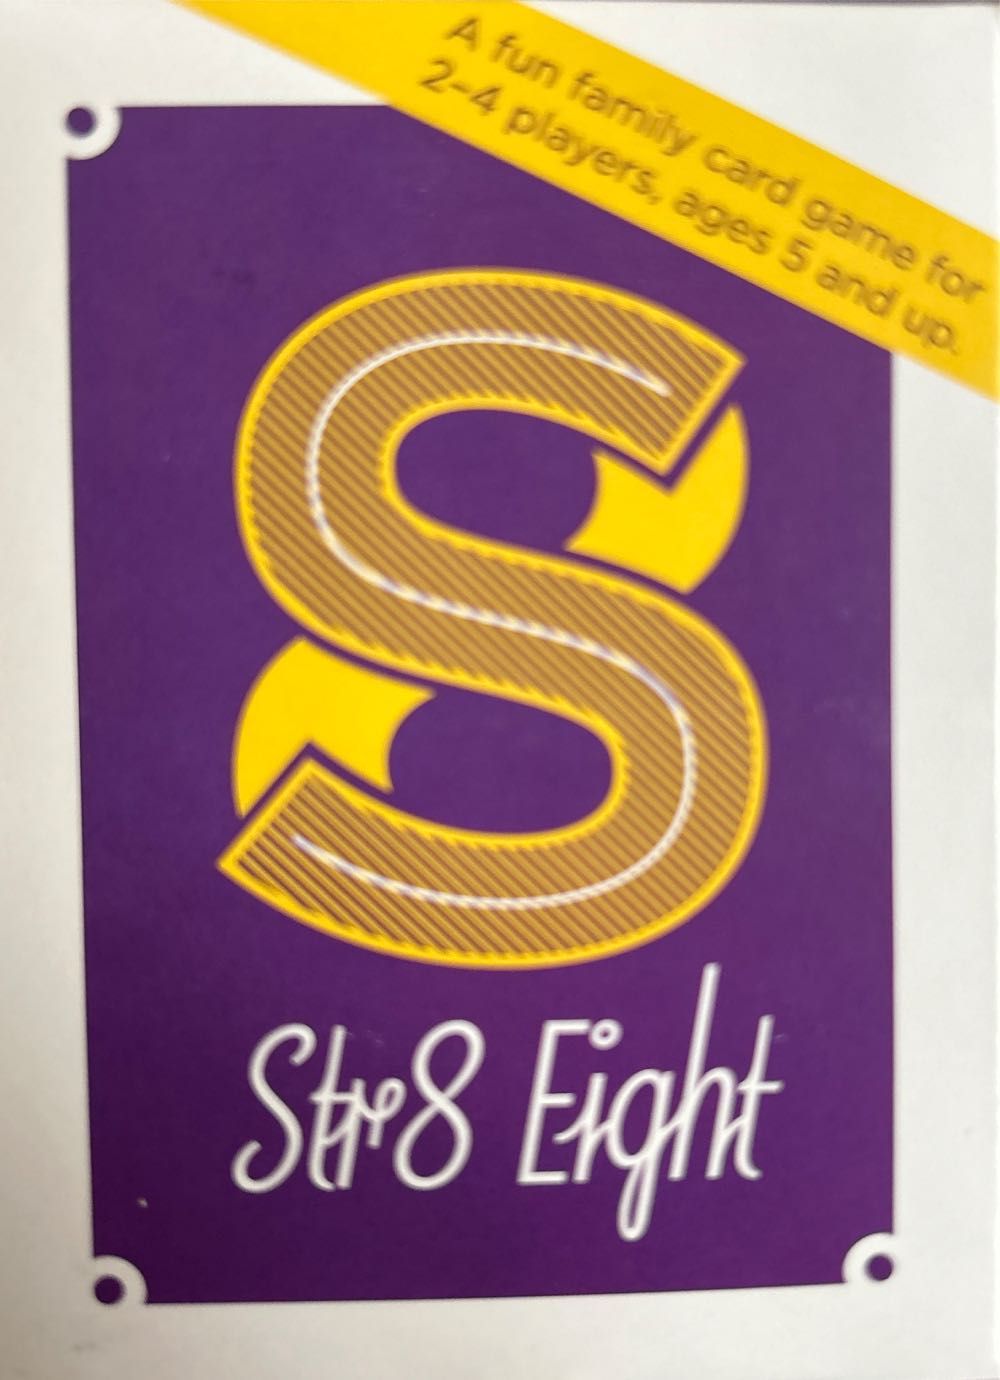 A fun family card game for
2-4 players, ages 5 and up.
S
Str8 Eight